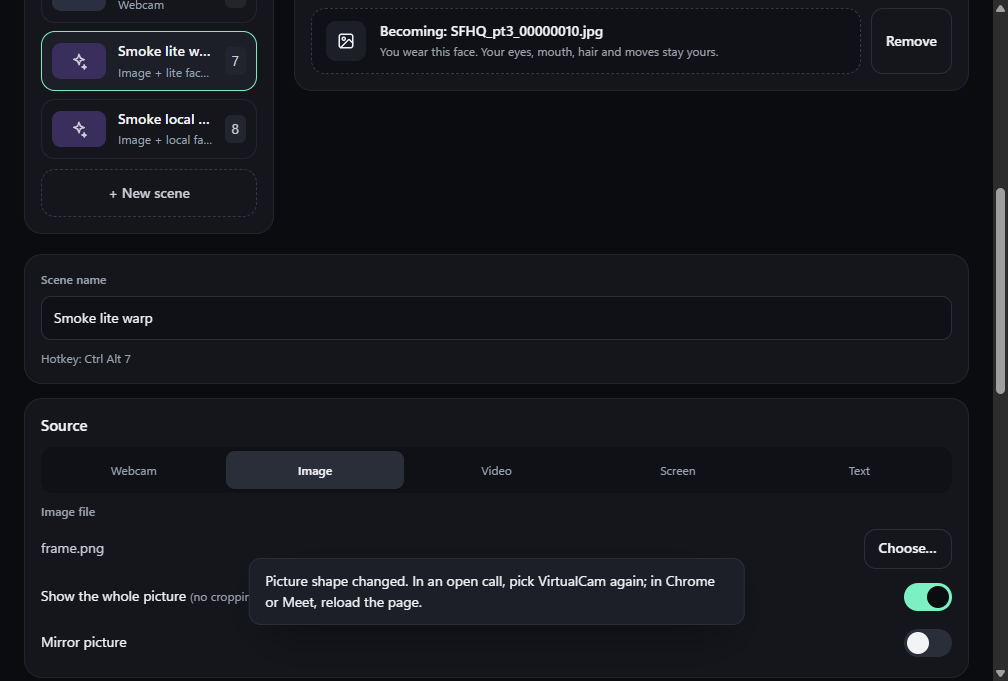 Webcam
Smoke lite w...
Image + lite fac...
7
Smoke local ...
Image + local fa...
8
+ New scene
Becoming: SFHQ_pt3_00000010.jpg
You wear this face. Your eyes, mouth, hair and moves stay yours.
Remove
Scene name
Smoke lite warp
Hotkey: Ctrl Alt 7
Source
Webcam
Image
Video
Screen
Text
Image file
frame.png
Choose...
Show the whole picture (no croppin
Picture shape changed. In an open call, pick VirtualCam again; in Chrome
or Meet, reload the page.
Mirror picture